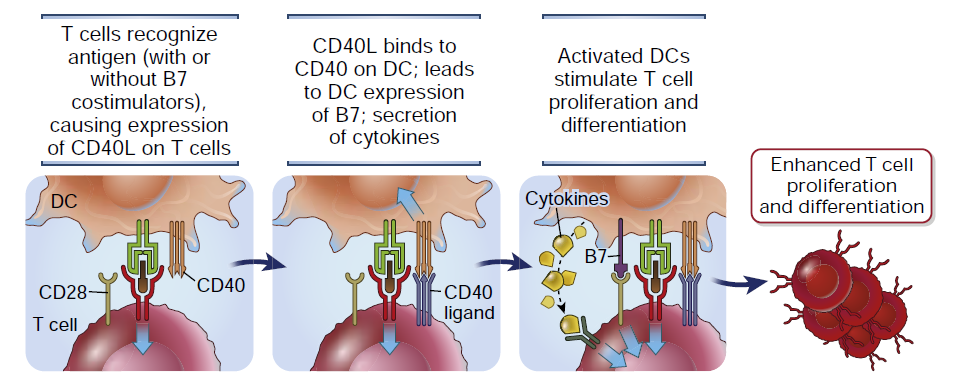 T cells recognize
antigen (with or
without B7
costimulators),
causing expression
of CD40L on T cells
CD40L binds to
CD40 on DC; leads
to DC expression
of B7; secretion
of cytokines
Activated DCs
stimulate T cell
proliferation and
differentiation
Enhanced T cell
proliferation
and differentiation
DC
CD28
CD40
T cell
CD40
ligand
Cytokines
B7